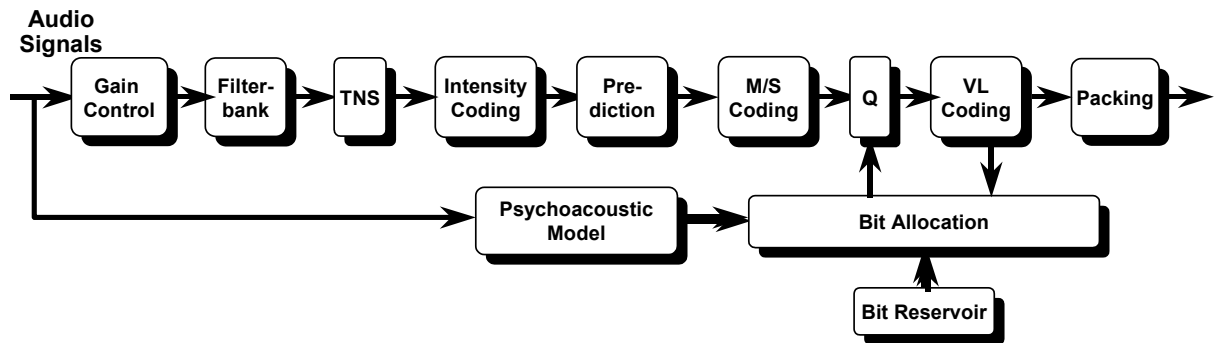 Audio
Signals
Gain
Control
Filter-
bank
TNS
Intensity
Coding
Pre-
diction
M/S
Coding
Q
VL
Coding
Packing
Psychoacoustic
Model
Bit Allocation
Bit Reservoir